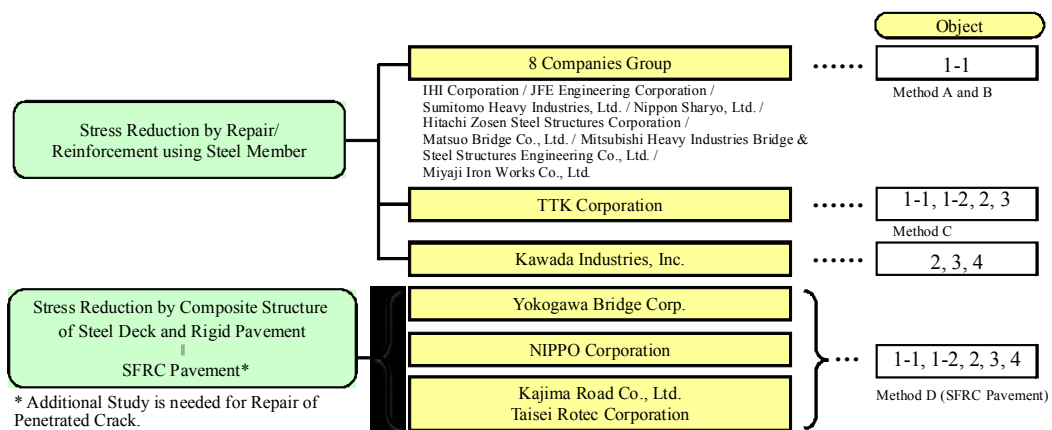 Object
8 Companies Group
······
1-1
Method A and B
IHI Corporation / JFE Engineering Corporation /
Sumitomo Heavy Industries, Ltd. / Nippon Sharyo, Ltd. /
Hitachi Zosen Steel Structures Corporation /
Matsuo Bridge Co., Ltd. / Mitsubishi Heavy Industries Bridge &
Steel Structures Engineering Co., Ltd. /
Miyaji Iron Works Co., Ltd.
Stress Reduction by Repair/
Reinforcement using Steel Member
TTK Corporation
······
1-1, 1-2, 2, 3
Method C
Kawada Industries, Inc.
······
2, 3, 4
Stress Reduction by Composite Structure
of Steel Deck and Rigid Pavement
॥
SFRC Pavement*
* Additional Study is needed for Repair of
Penetrated Crack.
Yokogawa Bridge Corp.
NIPPO Corporation
Kajima Road Co., Ltd.
Taisei Rotec Corporation
···
1-1, 1-2, 2, 3, 4
Method D (SFRC Pavement)